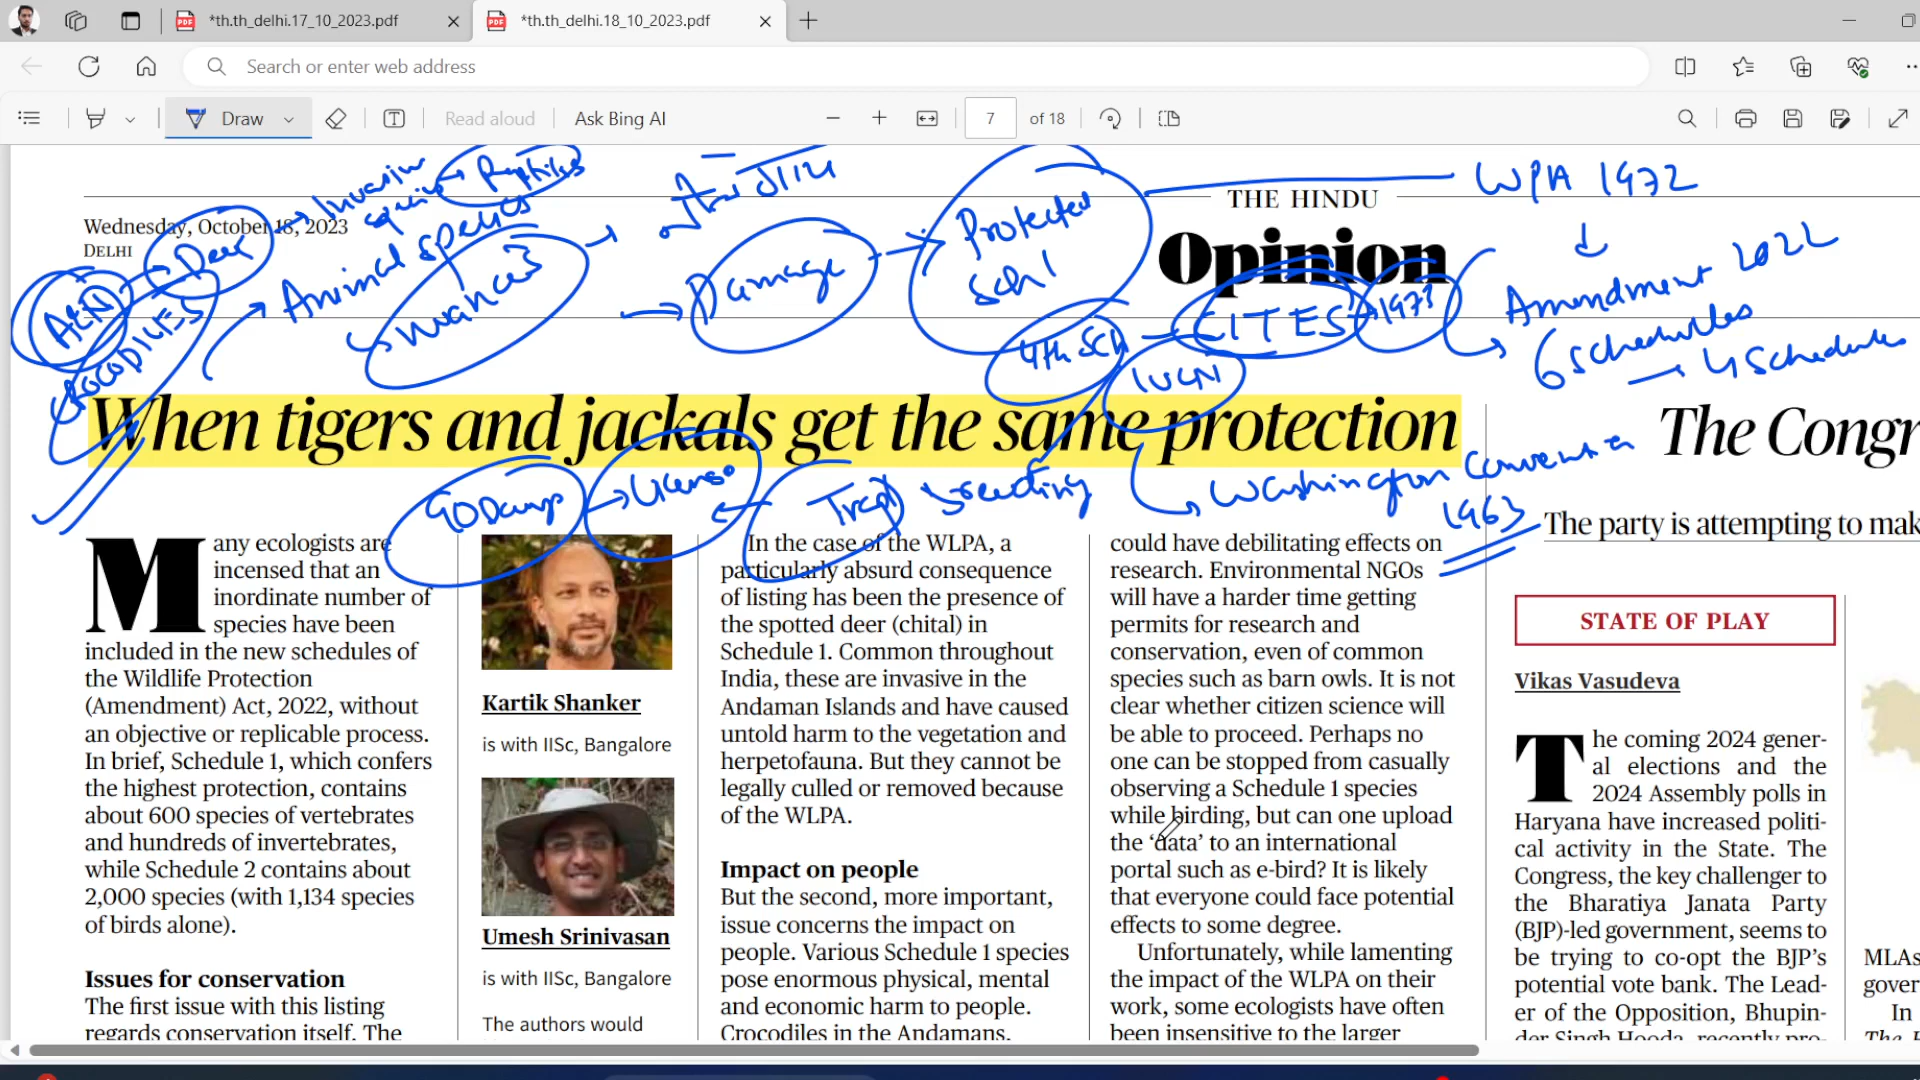 *th.th_delhi.17_10_2023.pdf
*th.th_delhi.18_10_2023.pdf
Search or enter web address
Draw
Read aloud
Ask Bing AI
7
of 18
Invasive
species
Reptiles
WPA 1972
THE HINDU
Wednesday, October 18, 2023
DELHI
Opinion
Deer
Animal species
Damage
Protected
Sch 1
Amendment 2022
A&N
CROCODILES
4th Sch
CITES
1973
6 Schedules
4 Schedules
IUCN
When tigers and jackals get the same protection
The Congr
90 Days
License
Trap
breeding
Washington Convention
1963
The party is attempting to mak
Many ecologists are
incensed that an
inordinate number of
species have been
included in the new schedules of
the Wildlife Protection
(Amendment) Act, 2022, without
an objective or replicable process.
In brief, Schedule 1, which confers
the highest protection, contains
about 600 species of vertebrates
and hundreds of invertebrates,
while Schedule 2 contains about
2,000 species (with 1,134 species
of birds alone).
Issues for conservation
The first issue with this listing
regards conservation itself. The
Kartik Shanker
is with IISc, Bangalore
Umesh Srinivasan
is with IISc, Bangalore
The authors would
In the case of the WLPA, a
particularly absurd consequence
of listing has been the presence of
the spotted deer (chital) in
Schedule 1. Common throughout
India, these are invasive in the
Andaman Islands and have caused
untold harm to the vegetation and
herpetofauna. But they cannot be
legally culled or removed because
of the WLPA.
Impact on people
But the second, more important,
issue concerns the impact on
people. Various Schedule 1 species
pose enormous physical, mental
and economic harm to people.
Crocodiles in the Andamans,
could have debilitating effects on
research. Environmental NGOs
will have a harder time getting
permits for research and
conservation, even of common
species such as barn owls. It is not
clear whether citizen science will
be able to proceed. Perhaps no
one can be stopped from casually
observing a Schedule 1 species
while birding, but can one upload
the ‘data’ to an international
portal such as e-bird? It is likely
that everyone could face potential
effects to some degree.
Unfortunately, while lamenting
the impact of the WLPA on their
work, some ecologists have often
been insensitive to the larger
STATE OF PLAY
Vikas Vasudeva
The coming 2024 gener-
al elections and the
2024 Assembly polls in
Haryana have increased politi-
cal activity in the State. The
Congress, the key challenger to
the Bharatiya Janata Party
(BJP)-led government, seems to
be trying to co-opt the BJP’s
potential vote bank. The Lead-
er of the Opposition, Bhupin-
der Singh Hooda, recently pro-
MLAs
gover
In
The H